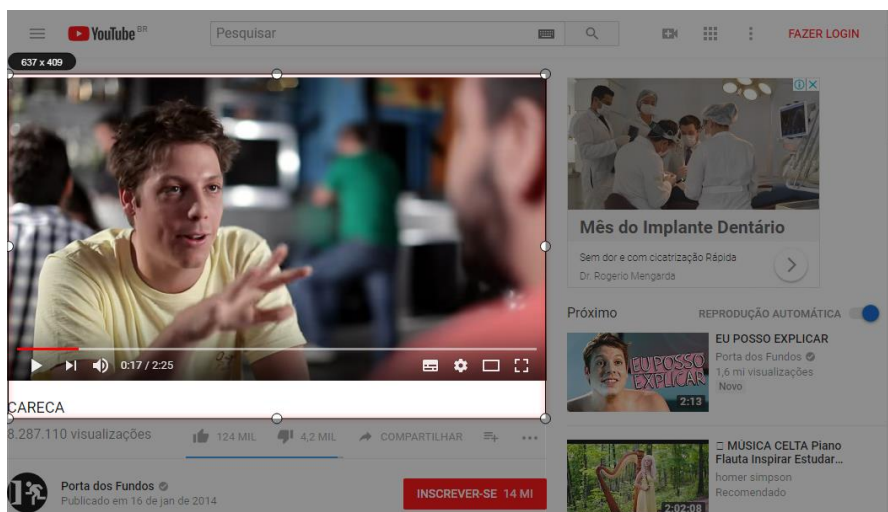 YouTube BR
Pesquisar
FAZER LOGIN
637 x 409
0:17 / 2:25
CARECA
8.287.110 visualizações
124 MIL
4,2 MIL
COMPARTILHAR
Porta dos Fundos
Publicado em 16 de jan de 2014
INSCREVER-SE 14 MI
Mês do Implante Dentário
Sem dor e com cicatrização Rápida
Dr. Rogerio Mengarda
Próximo
REPRODUÇÃO AUTOMÁTICA
EU POSSO EXPLICAR
2:13
EU POSSO EXPLICAR
Porta dos Fundos
1,6 mi visualizações
Novo
2:02:08
MÚSICA CELTA Piano
Flauta Inspirar Estudar...
homer simpson
Recomendado